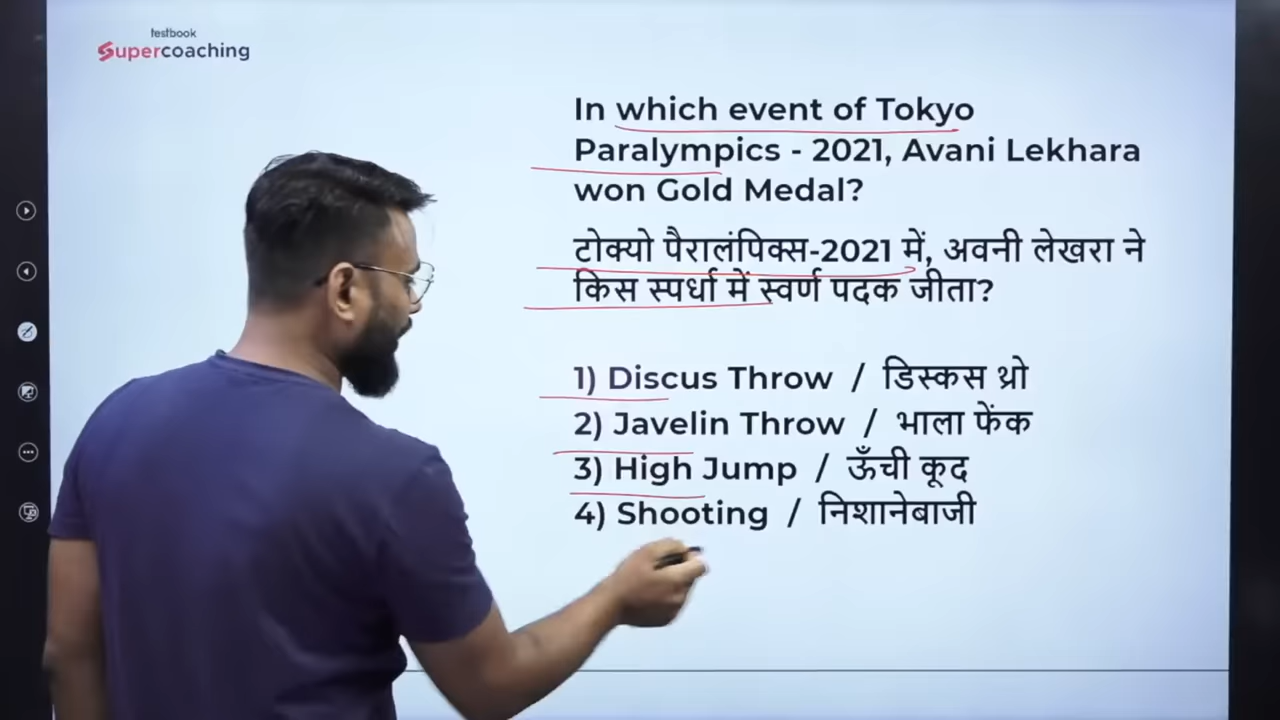 testbook
Supercoaching
In which event of Tokyo
Paralympics - 2021, Avani Lekhara
won Gold Medal?
टोक्यो पैरालंपिक्स-2021 में, अवनी लेखरा ने
किस स्पर्धा में स्वर्ण पदक जीता?
1) Discus Throw / डिस्कस थ्रो
2) Javelin Throw / भाला फेंक
3) High Jump / ऊँची कूद
4) Shooting / निशानेबाजी